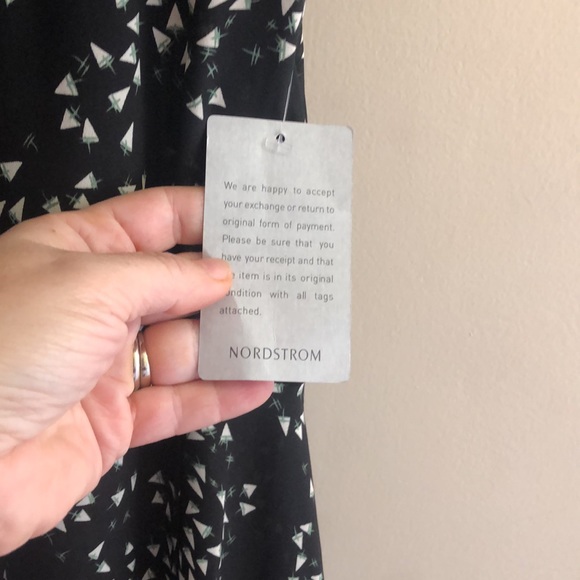 We are happy to accept
your exchange or return to
original form of payment.
Please be sure that you
have your receipt and that
item is in its original
condition with all tags
attached.
NORDSTROM